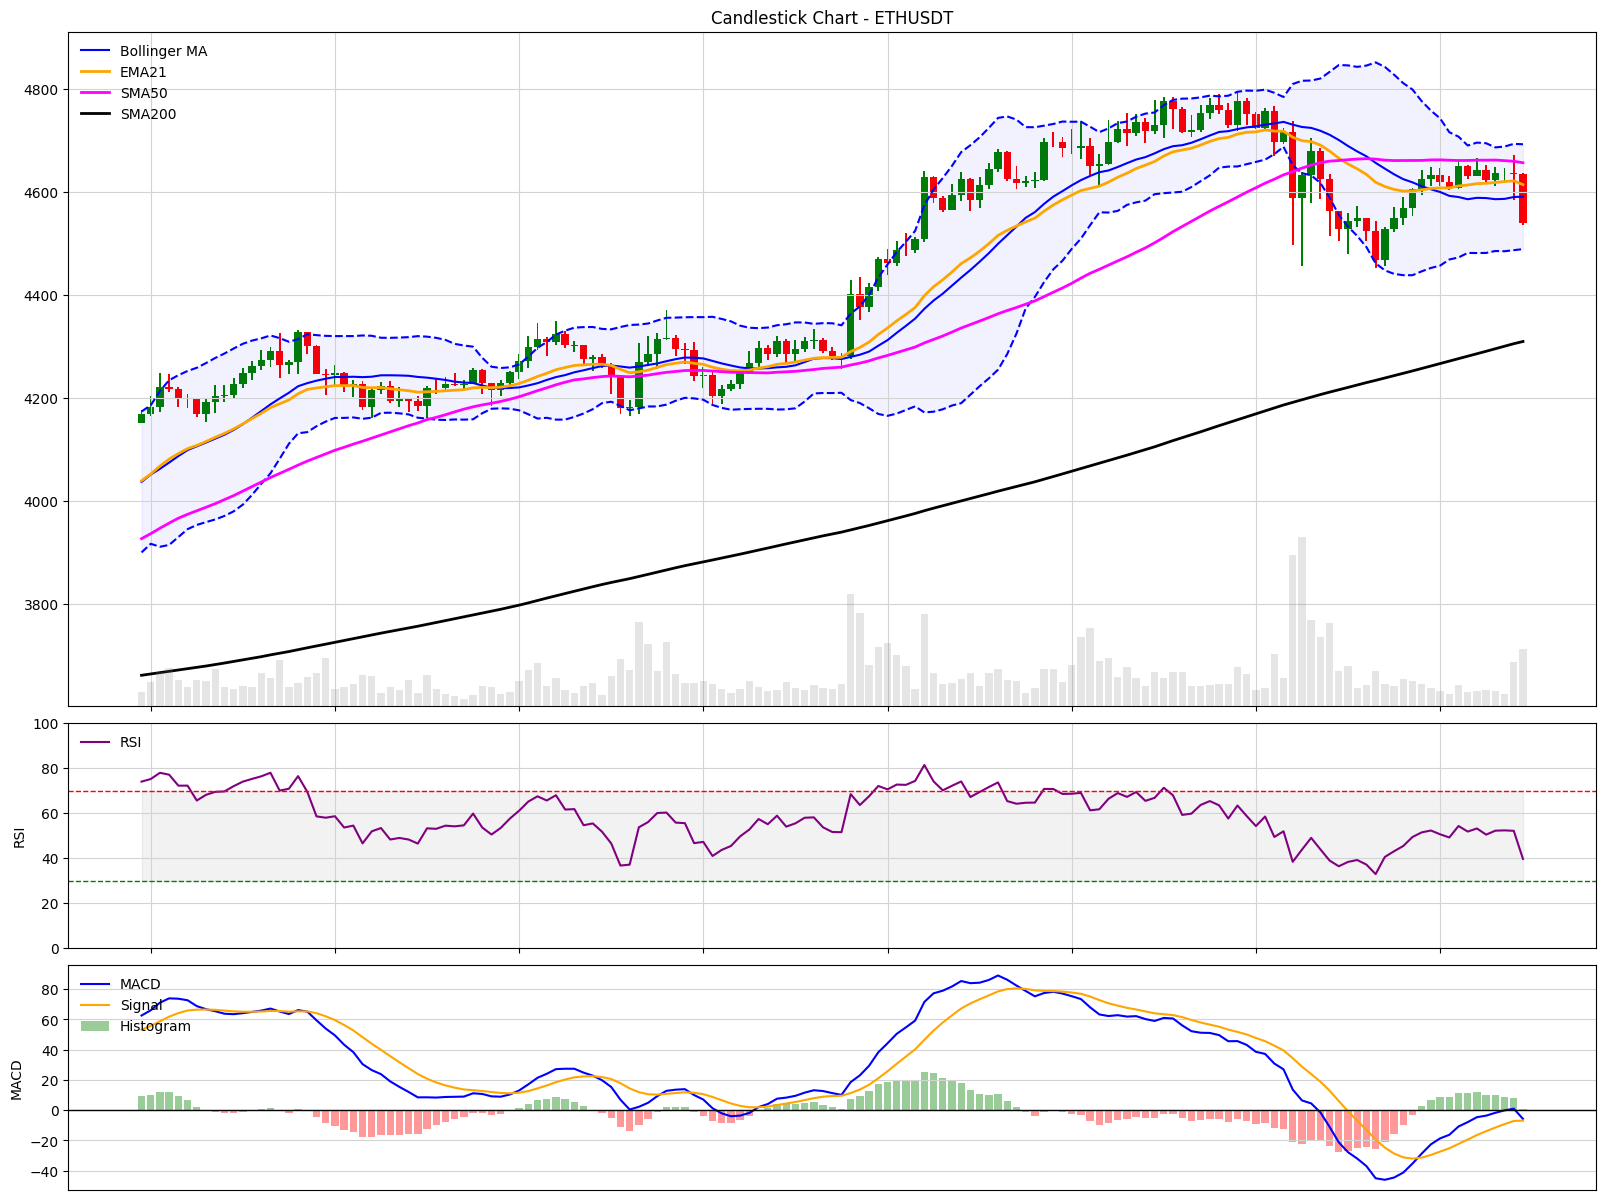 Candlestick Chart - ETHUSDT
Bollinger MA
EMA21
SMA50
SMA200
4800
4600
4400
4200
4000
3800
RSI
100
80
60
40
20
0
RSI
MACD
Signal
Histogram
80
60
40
20
0
−20
−40
MACD